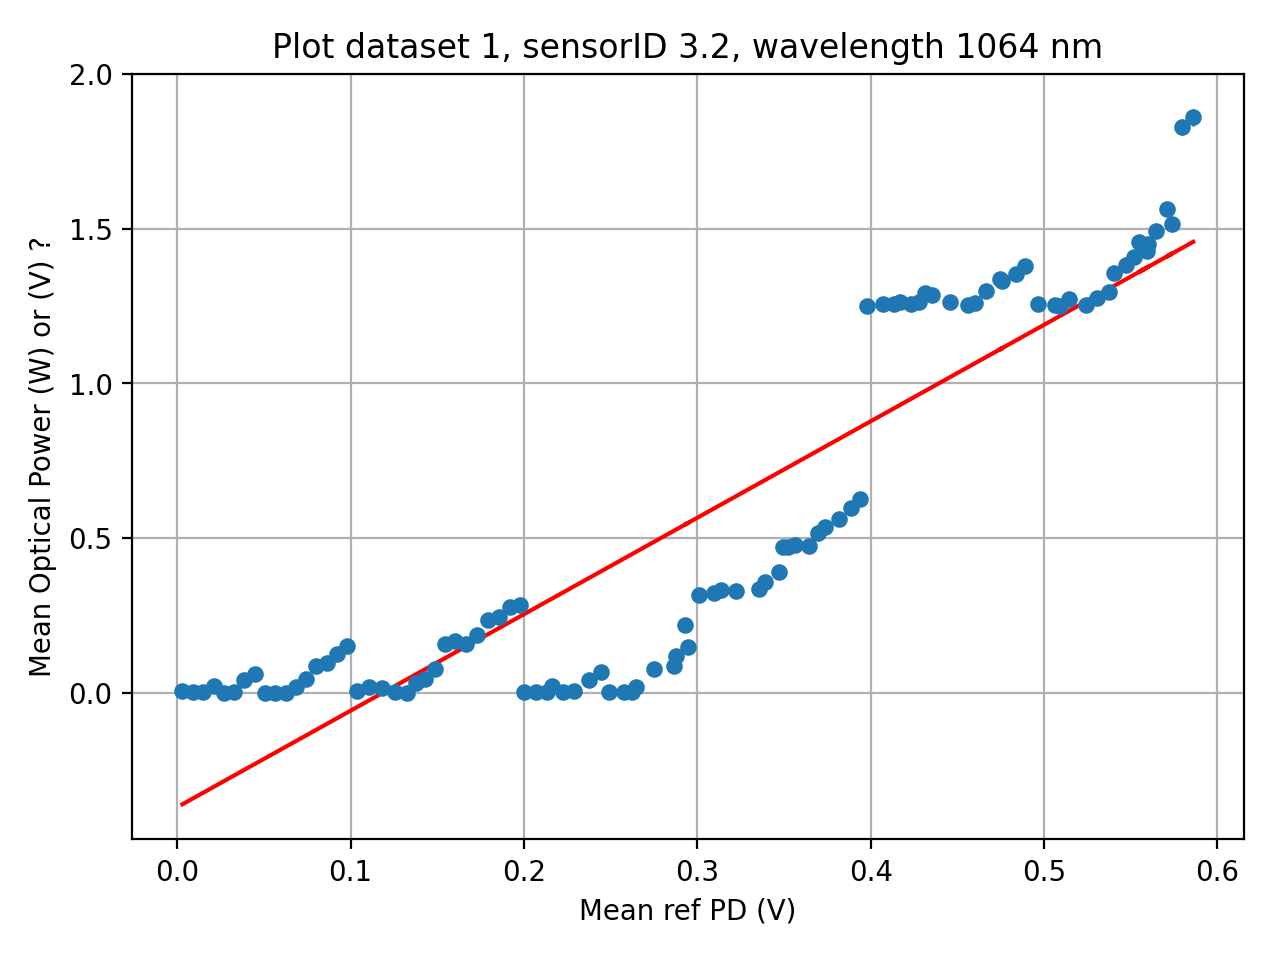 Plot dataset 1, sensorID 3.2, wavelength 1064 nm
2.0
1.5
1.0
0.5
0.0
Mean Optical Power (W) or (V) ?
0.0 0.1 0.2 0.3 0.4 0.5 0.6
Mean ref PD (V)